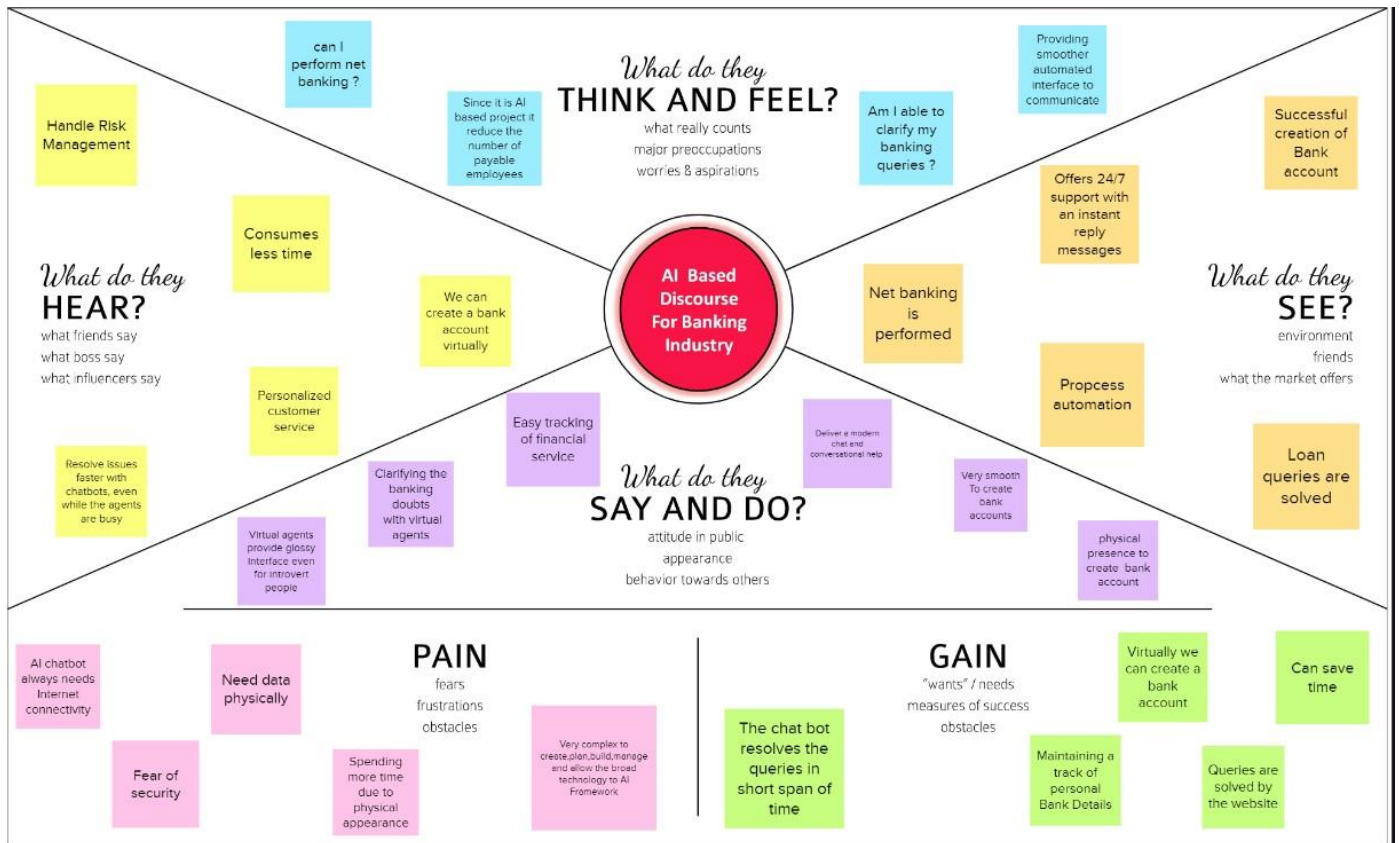 What do they
THINK AND FEEL?
what really counts
major preoccupations
worries & aspirations
can I
perform net
banking ?
Since it is AI
based project it
reduce the
number of
payable
employees
Am I able to
clarify my
banking
queries ?
Providing
smoother
automated
interface to
communicate
What do they
HEAR?
what friends say
what boss say
what influencers say
Handle Risk
Management
Consumes
less time
We can
create a bank
account
virtually
Personalized
customer
service
Resolve issues
faster with
chatbots, even
while the agents
are busy
AI Based
Discourse
For Banking
Industry
What do they
SEE?
environment
friends
what the market offers
Successful
creation of
Bank
account
Offers 24/7
support with
an instant
reply
messages
Net banking
is
performed
Propcess
automation
Loan
queries are
solved
What do they
SAY AND DO?
attitude in public
appearance
behavior towards others
Easy tracking
of financial
service
Clarifying the
banking
doubts
with virtual
agents
Virtual agents
provide glossy
Interface even
for introvert
people
Deliver a modern
chat and
conversational help
Very smooth
To create
bank
accounts
physical
presence to
create bank
account
PAIN
fears
frustrations
obstacles
AI chatbot
always needs
Internet
connectivity
Need data
physically
Fear of
security
Spending
more time
due to
physical
appearance
Very complex to
create,plan,build,manage
and allow the broad
technology to AI
Framework
GAIN
"wants" / needs
measures of success
obstacles
The chat bot
resolves the
queries in
short span of
time
Virtually we
can create a
bank
account
Can save
time
Maintaining a
track of
personal
Bank Details
Queries are
solved by
the website